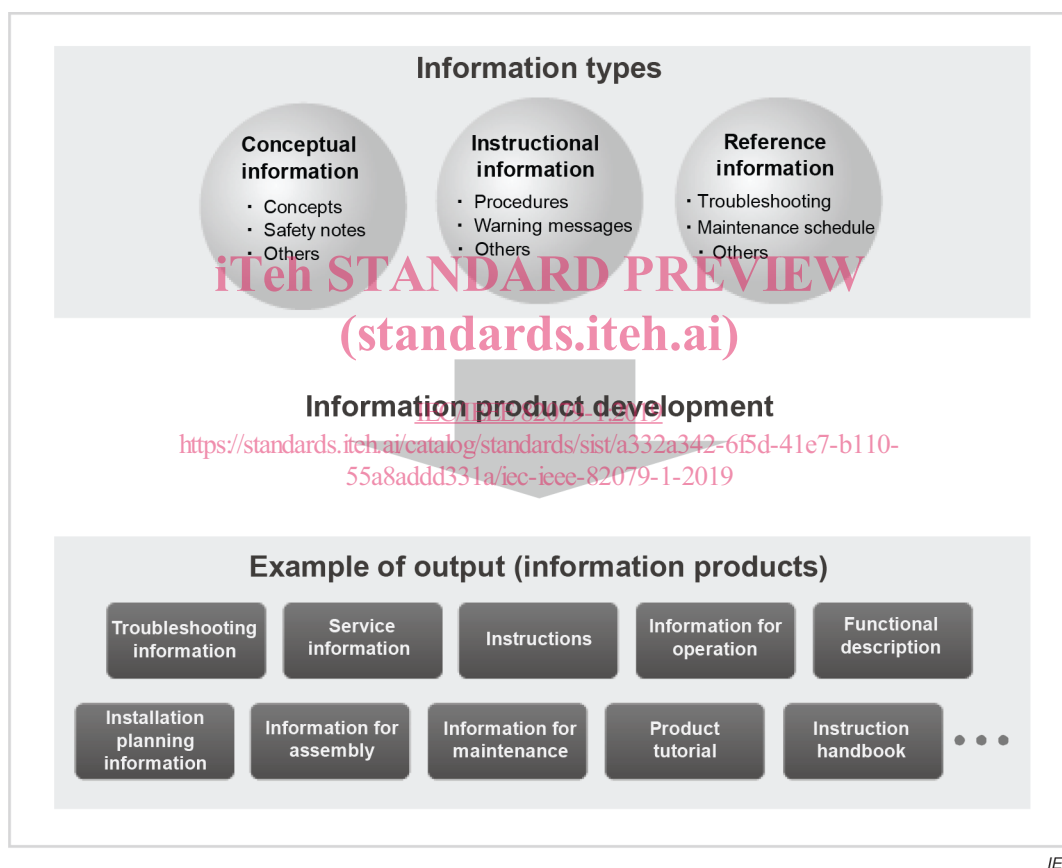 Information types
Conceptual
information
· Concepts
· Safety notes
· Others
Instructional
information
· Procedures
· Warning messages
· Others
Reference
information
· Troubleshooting
· Maintenance schedule
· Others
iTeh STANDARD PREVIEW
(standards.iteh.ai)
Information product development
IEC/IEEE 82079-1:2019
https://standards.iteh.ai/catalog/standards/sist/a332a342-6f5d-41e7-b110-
55a8addd331a/iec-ieee-82079-1-2019
Example of output (information products)
Troubleshooting
information
Service
information
Instructions
Information for
operation
Functional
description
Installation
planning
information
Information for
assembly
Information for
maintenance
Product
tutorial
Instruction
handbook
• • •
IE